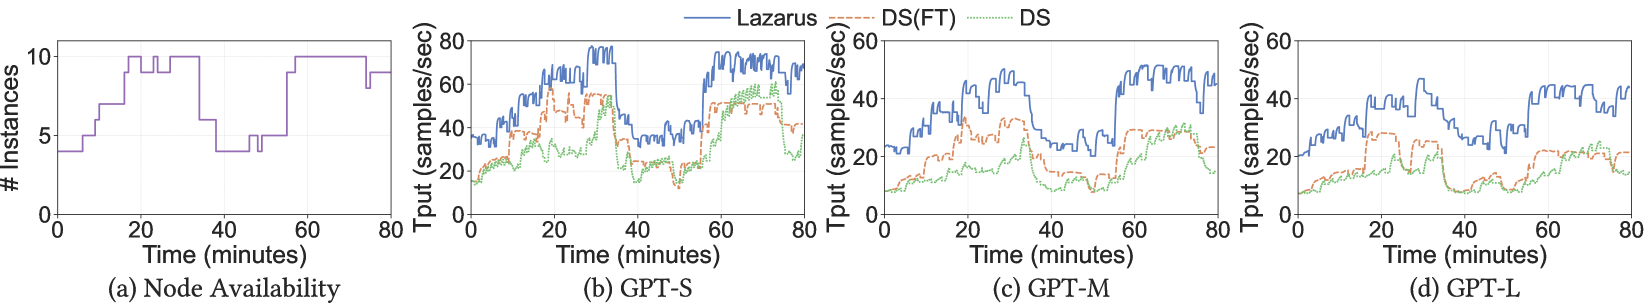 Lazarus DS(FT) DS
# Instances
10
5
0
0 20 40 60 80
Time (minutes)
(a) Node Availability
Tput (samples/sec)
80
60
40
20
0
0 20 40 60 80
Time (minutes)
(b) GPT-S
Tput (samples/sec)
60
40
20
0
0 20 40 60 80
Time (minutes)
(c) GPT-M
Tput (samples/sec)
60
40
20
0
0 20 40 60 80
Time (minutes)
(d) GPT-L